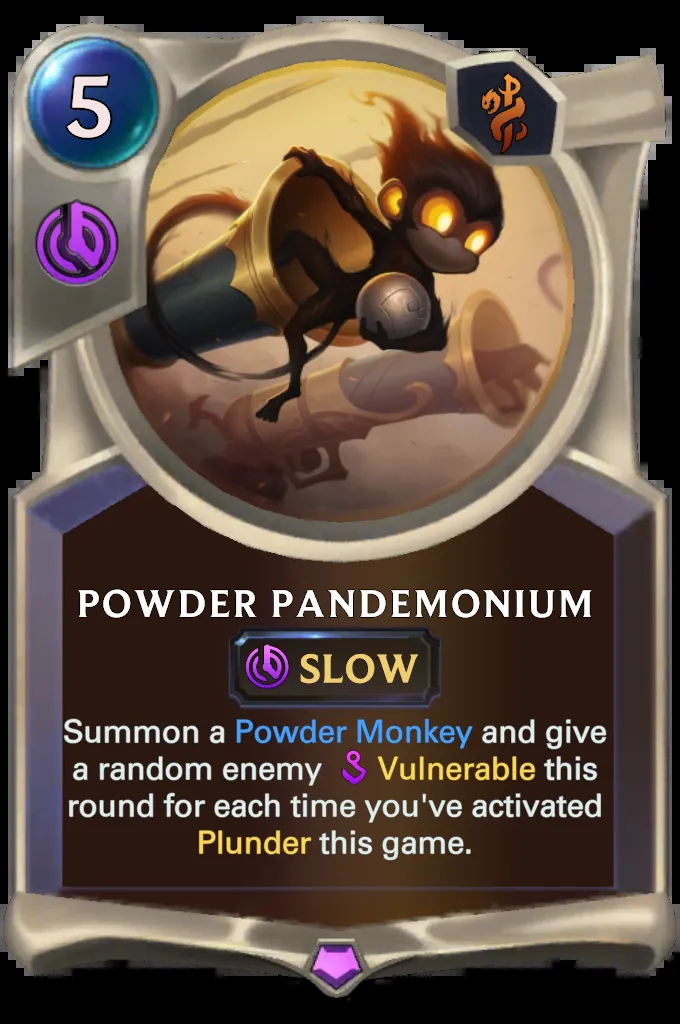 5
POWDER PANDEMONIUM
SLOW
Summon a Powder Monkey and give
a random enemy Vulnerable this
round for each time you've activated
Plunder this game.